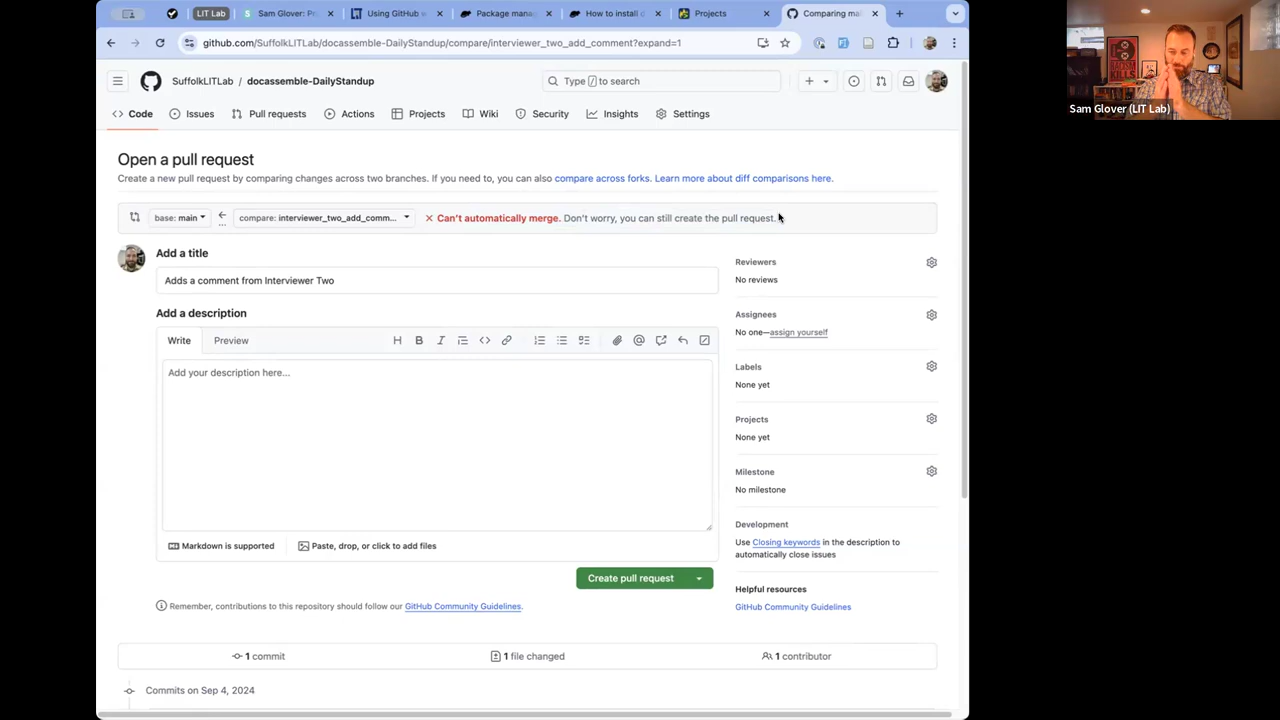 LIT Lab
Sam Glover: Pri
Using GitHub w
Package manag
How to install d
Projects
Comparing mai
github.com/SuffolkLITLab/docassemble-DailyStandup/compare/interviewer_two_add_comment?expand=1
SuffolkLITLab / docassemble-DailyStandup
Type / to search
Code
Issues
Pull requests
Actions
Projects
Wiki
Security
Insights
Settings
Open a pull request
Create a new pull request by comparing changes across two branches. If you need to, you can also compare across forks. Learn more about diff comparisons here.
base: main
...
compare: interviewer_two_add_comm...
Can't automatically merge. Don't worry, you can still create the pull request.
Add a title
Adds a comment from Interviewer Two
Add a description
Write
Preview
Add your description here...
Markdown is supported
Paste, drop, or click to add files
Create pull request
Remember, contributions to this repository should follow our GitHub Community Guidelines.
Reviewers
No reviews
Assignees
No one—assign yourself
Labels
None yet
Projects
None yet
Milestone
No milestone
Development
Use Closing keywords in the description to
automatically close issues
Helpful resources
GitHub Community Guidelines
1 commit
1 file changed
1 contributor
Commits on Sep 4, 2024
KILLS
Sam Glover (LIT Lab)